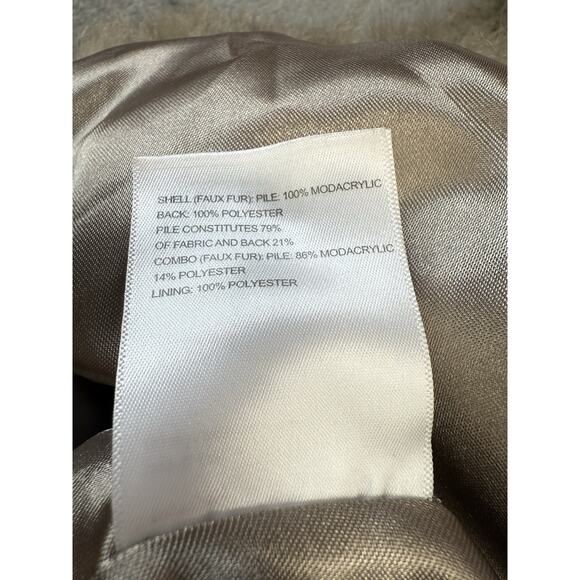 SHELL (FAUX FUR): PILE: 100% MODACRYLIC
BACK: 100% POLYESTER
PILE CONSTITUTES 79%
OF FABRIC AND BACK 21%
COMBO (FAUX FUR): PILE: 86% MODACRYLIC
14% POLYESTER
LINING: 100% POLYESTER